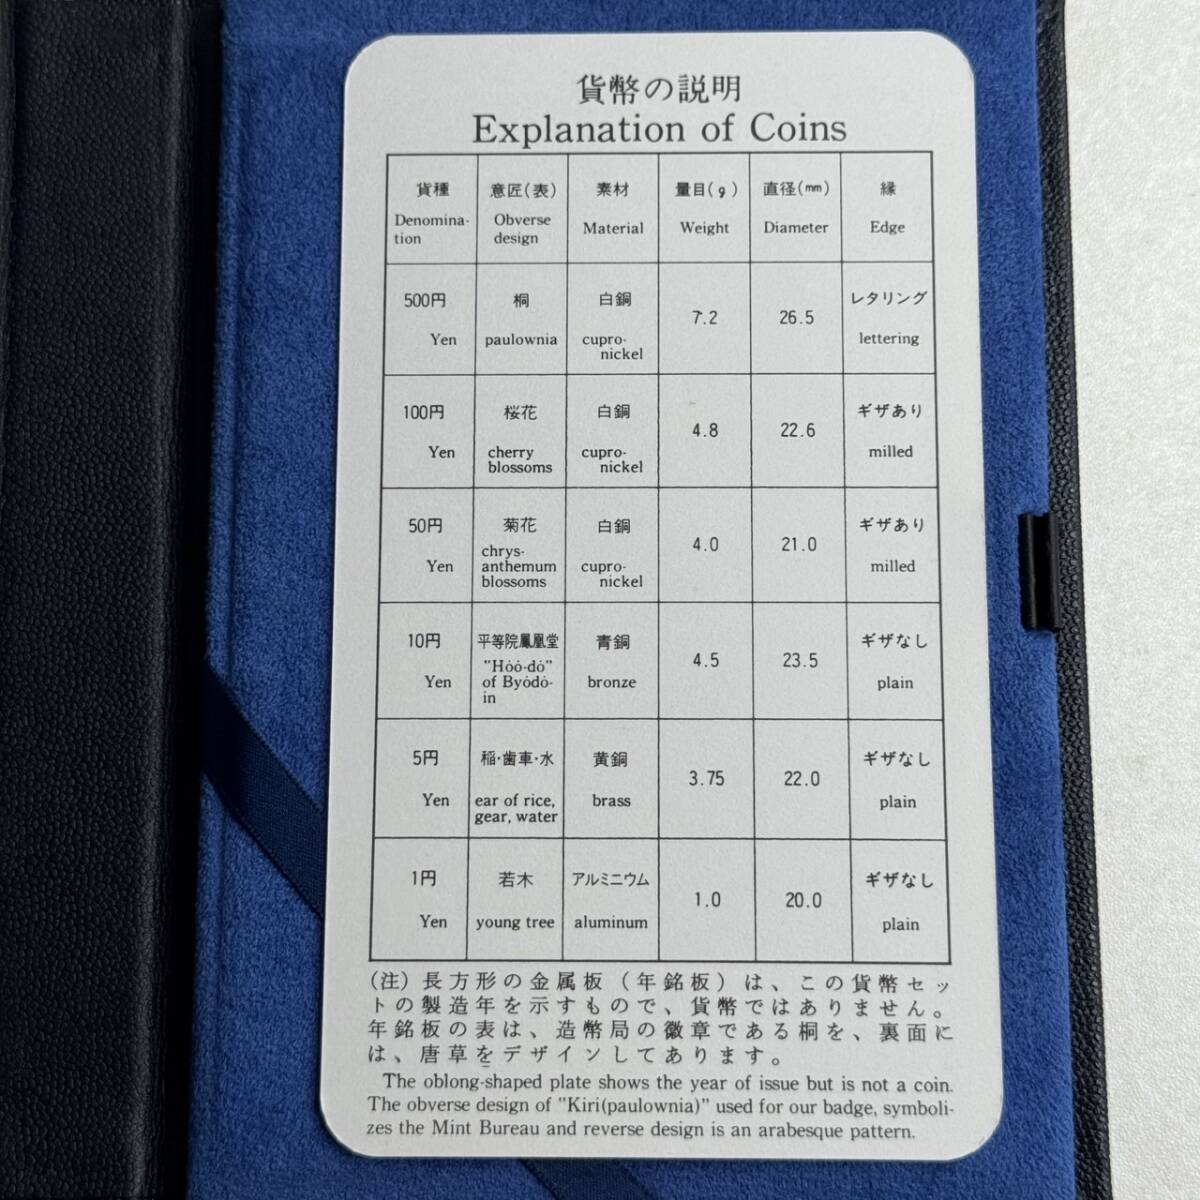 貨幣の説明
Explanation of Coins
貨種 意匠(表) 素材 量目(g) 直径(mm) 縁
Denomina-
tion
Obverse
design
Material Weight Diameter Edge
500円 桐 白銅 7.2 26.5 レタリング
Yen paulownia cupro-
nickel
lettering
100円 桜花 白銅 4.8 22.6 ギザあり
Yen cherry
blossoms
cupro-
nickel
milled
50円 菊花 白銅 4.0 21.0 ギザあり
Yen chrys-
anthemum
blossoms
cupro-
nickel
milled
10円 平等院鳳凰堂 青銅 4.5 23.5 ギザなし
Yen "Hóó-dó"
of Byódó-
in
bronze plain
5円 稲・歯車・水 黄銅 3.75 22.0 ギザなし
Yen ear of rice,
gear, water
brass plain
1円 若木 アルミニウム 1.0 20.0 ギザなし
Yen young tree aluminum plain
(注)長方形の金属板(年銘板)は、この貨幣セッ
トの製造年を示すもので、貨幣ではありません。
年銘板の表は、造幣局の徽章である桐を、裏面に
は、唐草をデザインしてあります。
The oblong-shaped plate shows the year of issue but is not a coin.
The obverse design of "Kiri(paulownia)" used for our badge, symboli-
zes the Mint Bureau and reverse design is an arabesque pattern.